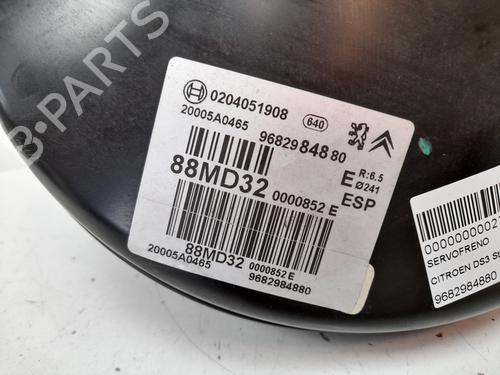 0204051908
640
20005A0465
9682984880
88MD32
0000852 E
E
R:6.5
Ø241
ESP
88MD32
0000852 E
20005A0465
9682984880
SERVOFRENO
CITROEN DS3
9682984880
B-PARTS